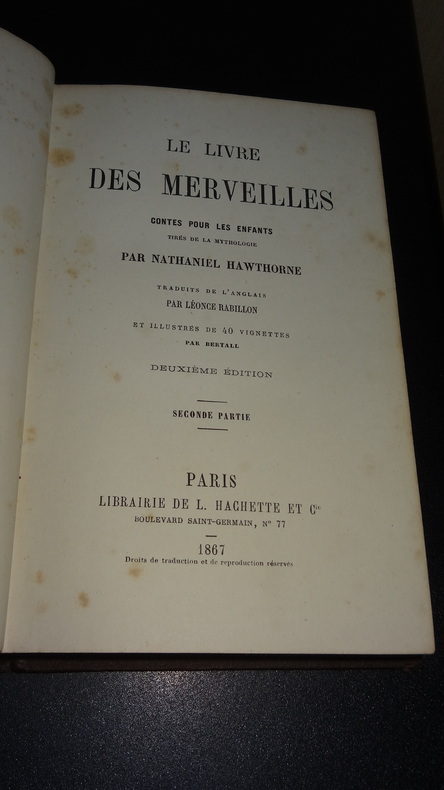 LE LIVRE
DES MERVEILLES
CONTES POUR LES ENFANTS
TIRÉS DE LA MYTHOLOGIE
PAR NATHANIEL HAWTHORNE
TRADUITS DE L'ANGLAIS
PAR LÉONCE RABILLON
ET ILLUSTRÉS DE 40 VIGNETTES
PAR BERTALL
DEUXIÈME ÉDITION
SECONDE PARTIE
PARIS
LIBRAIRIE DE L. HACHETTE ET Cie
BOULEVARD SAINT-GERMAIN, N° 77
1867
Droits de traduction et de reproduction réservés